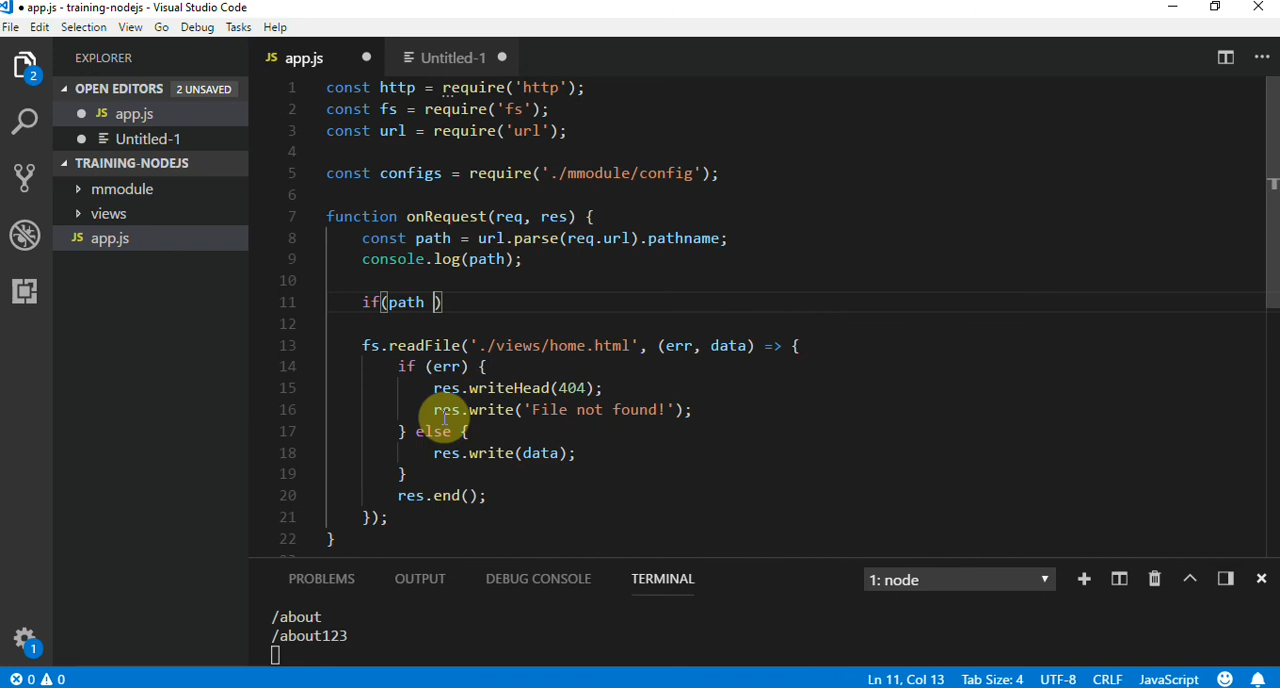 app.js - training-nodejs - Visual Studio Code
File Edit Selection View Go Debug Tasks Help
EXPLORER
JS app.js
Untitled-1
OPEN EDITORS 2 UNSAVED
JS app.js
Untitled-1
TRAINING-NODEJS
mmodule
views
JS app.js
2
1
1 const http = require('http');
2 const fs = require('fs');
3 const url = require('url');
4
5 const configs = require('./mmodule/config');
6
7 function onRequest(req, res) {
8 const path = url.parse(req.url).pathname;
9 console.log(path);
10
11 if(path )
12
13 fs.readFile('./views/home.html', (err, data) => {
14 if (err) {
15 res.writeHead(404);
16 res.write('File not found!');
17 } else {
18 res.write(data);
19 }
20 res.end();
21 });
22 }
PROBLEMS OUTPUT DEBUG CONSOLE TERMINAL 1: node
/about
/about123
0 0 Ln 11, Col 13 Tab Size: 4 UTF-8 CRLF JavaScript